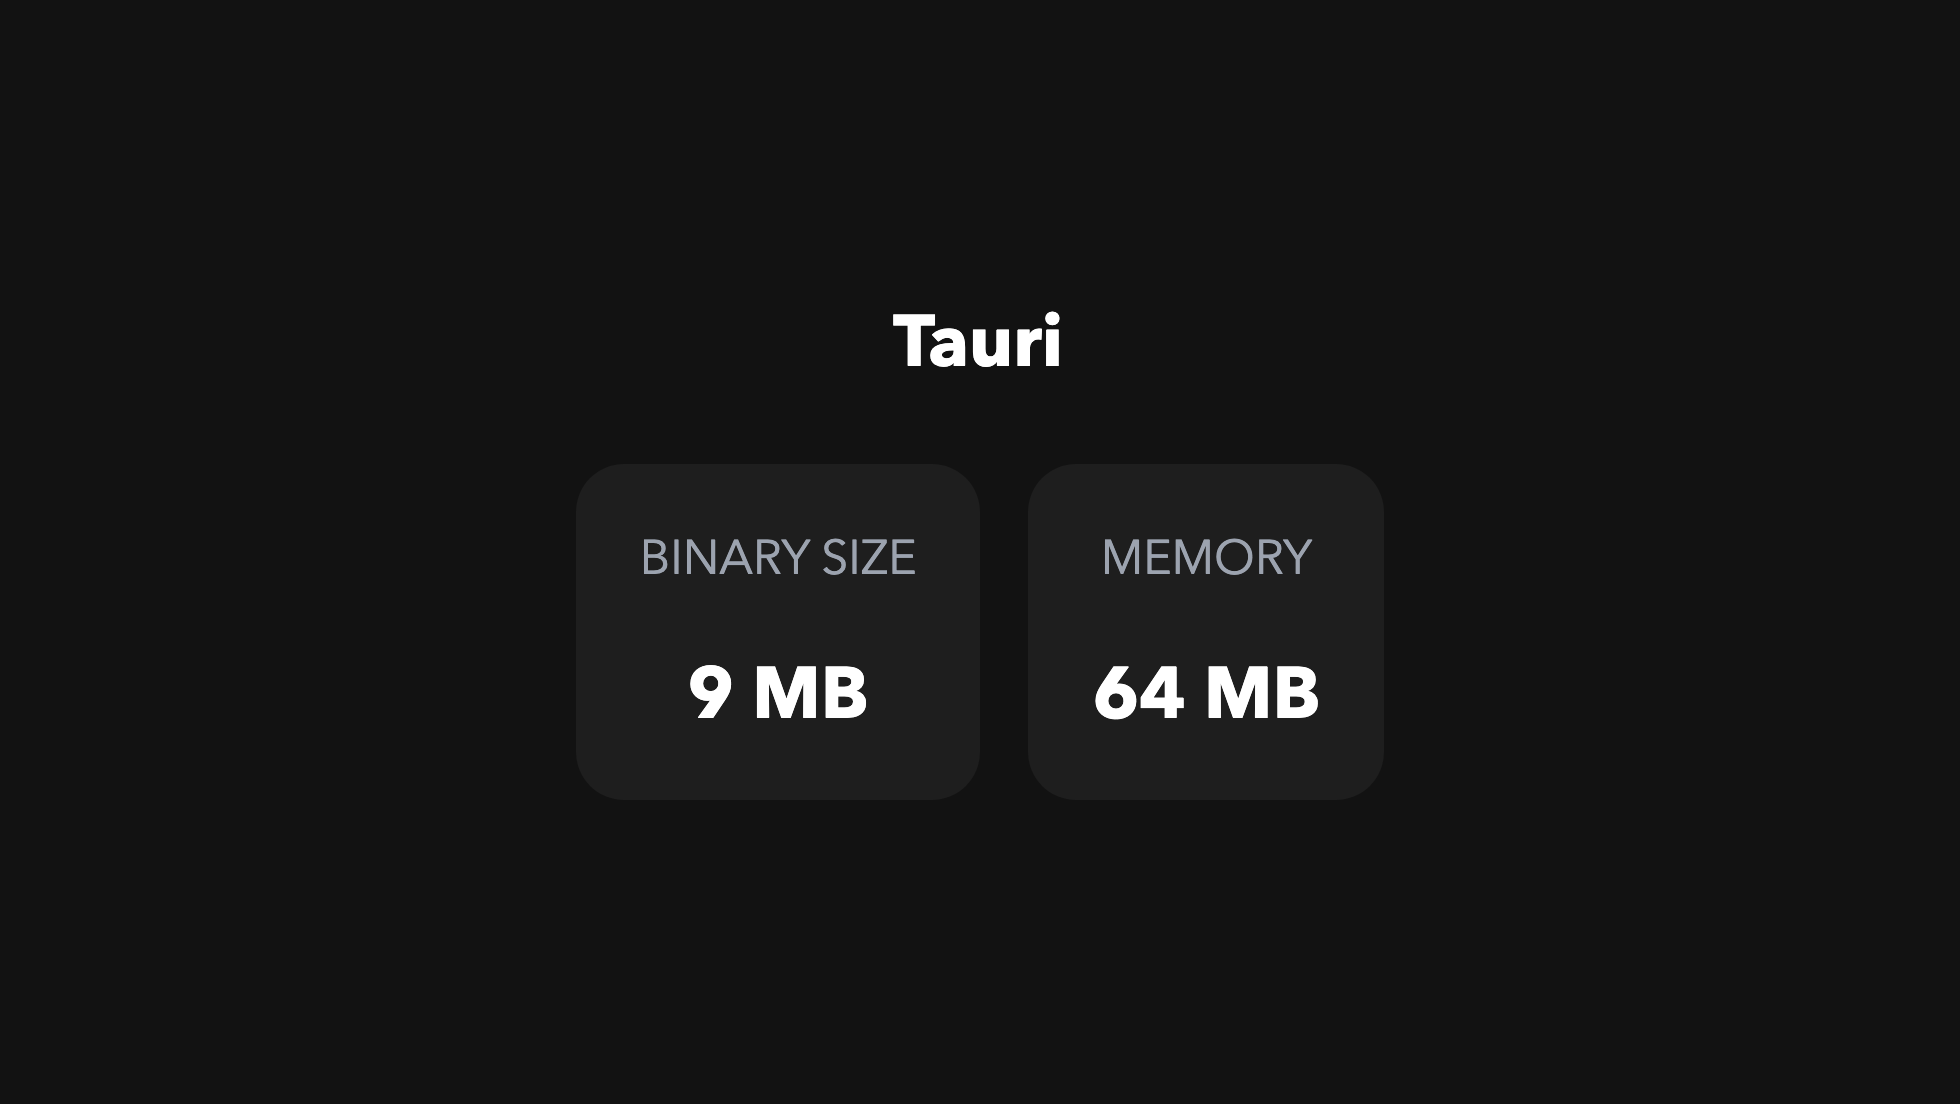 Tauri
BINARY SIZE
9 MB
MEMORY
64 MB